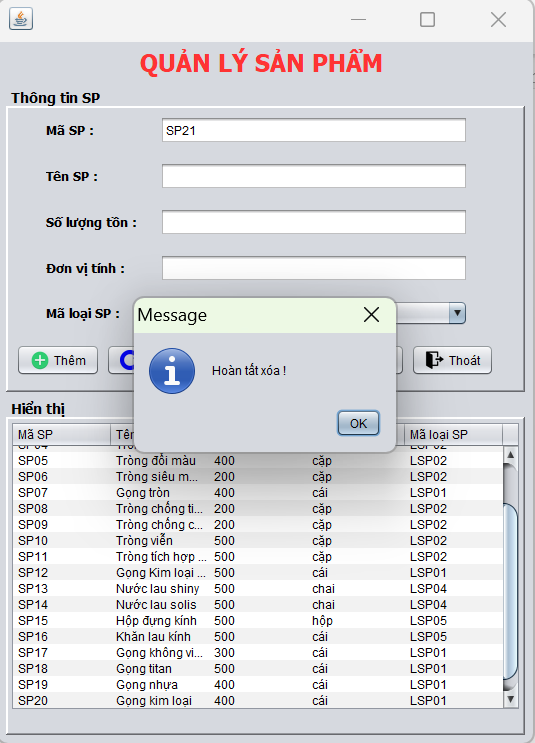 QUẢN LÝ SẢN PHẨM
Thông tin SP
Mã SP : SP21
Tên SP :
Số lượng tồn :
Đơn vị tính :
Mã loại SP :
Message
Hoàn tất xóa !
OK
Thêm Thoát
Hiển thị
Mã SP Mã loại SP
SP05 Tròng đổi màu 400 cặp LSP02
SP06 Tròng siêu m... 200 cặp LSP02
SP07 Gọng tròn 400 cái LSP01
SP08 Tròng chống ti... 200 cặp LSP02
SP09 Tròng chống c... 200 cặp LSP02
SP10 Tròng viễn 500 cặp LSP02
SP11 Tròng tích hợp ... 500 cặp LSP02
SP12 Gọng Kim loại ... 500 cái LSP01
SP13 Nước lau shiny 500 chai LSP04
SP14 Nước lau solis 500 chai LSP04
SP15 Hộp đựng kính 500 hộp LSP05
SP16 Khăn lau kính 500 cái LSP05
SP17 Gọng không vi... 300 cái LSP01
SP18 Gọng titan 500 cái LSP01
SP19 Gọng nhựa 400 cái LSP01
SP20 Gọng kim loại 400 cái LSP01